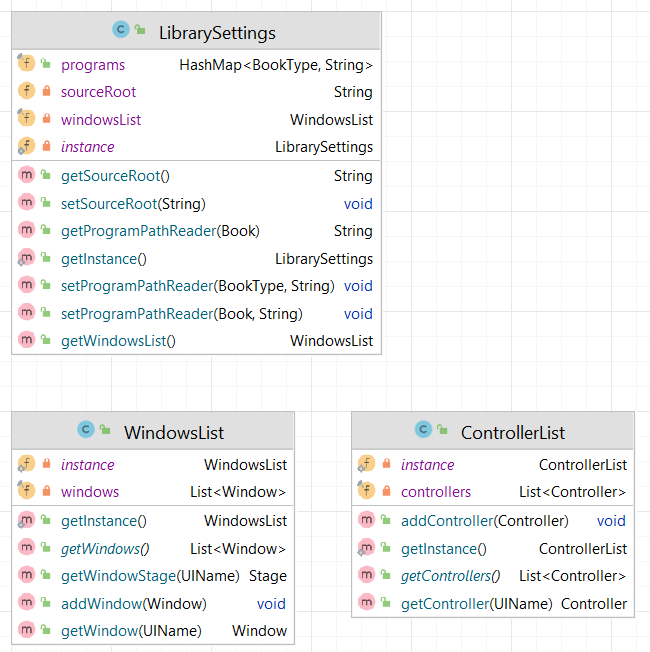 LibrarySettings
programs HashMap<BookType, String>
sourceRoot String
windowsList WindowsList
instance LibrarySettings
getSourceRoot() String
setSourceRoot(String) void
getProgramPathReader(Book) String
getInstance() LibrarySettings
setProgramPathReader(BookType, String) void
setProgramPathReader(Book, String) void
getWindowsList() WindowsList
WindowsList
instance WindowsList
windows List<Window>
getInstance() WindowsList
getWindows() List<Window>
getWindowStage(UIName) Stage
addWindow(Window) void
getWindow(UIName) Window
ControllerList
instance ControllerList
controllers List<Controller>
addController(Controller) void
getInstance() ControllerList
getControllers() List<Controller>
getController(UIName) Controller